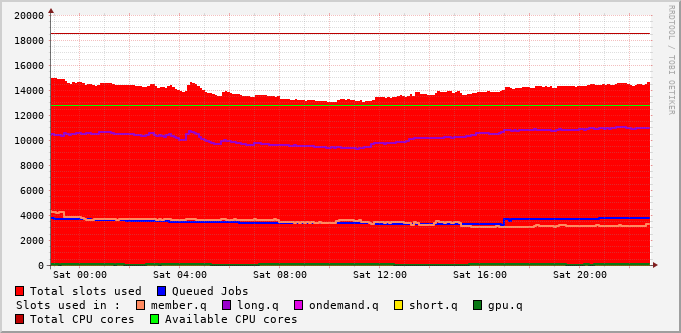 20000
18000
16000
14000
12000
10000
8000
6000
4000
2000
0
Sat 00:00 Sat 04:00 Sat 08:00 Sat 12:00 Sat 16:00 Sat 20:00
RRDTOOL / TOBI OETIKER
Total slots used Queued Jobs
Slots used in : member.q long.q ondemand.q short.q gpu.q
Total CPU cores Available CPU cores